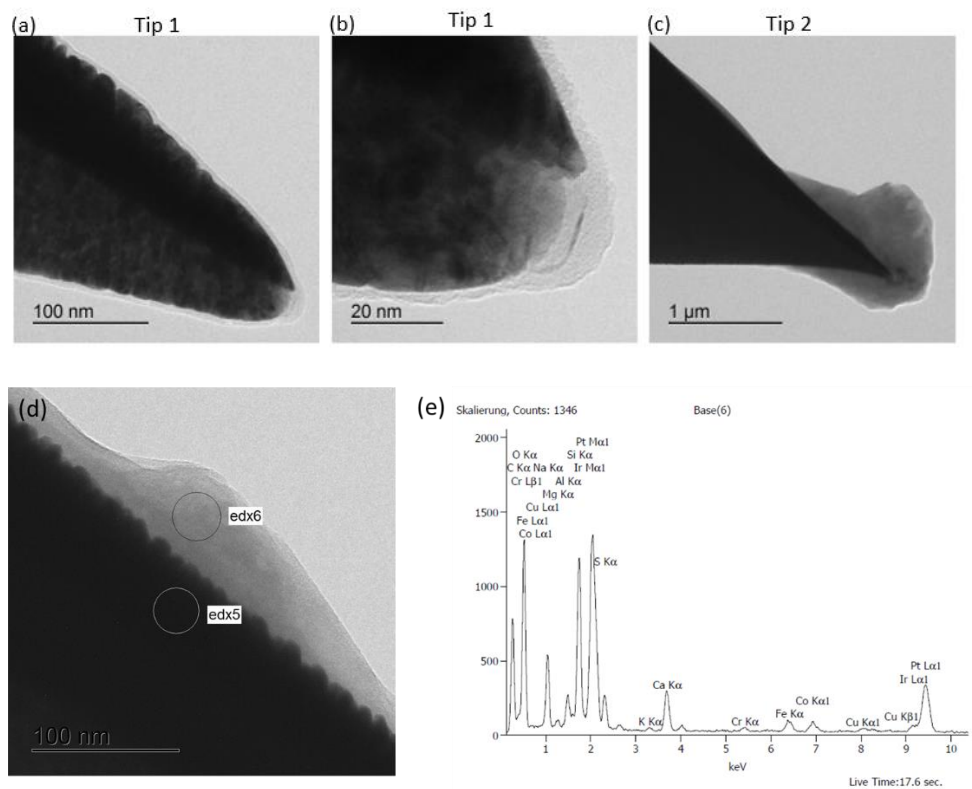 (a) Tip 1
(b) Tip 1
(c) Tip 2
100 nm
20 nm
1 µm
(d)
edx6
edx5
100 nm
(e)
Skalierung, Counts: 1346 Base(6)
2000
1500
1000
500
0
Pt Mα1
O Kα Si Kα
C Kα Na Kα Ir Mα1
Cr Lβ1 Al Kα
Mg Kα
Cu Lα1
Fe Lα1
Co Lα1
S Kα
K Kα
Ca Kα
Cr Kα
Fe Kα
Co Kα1
Cu Kα1
Cu Kβ1
Pt Lα1
Ir Lα1
1 2 3 4 5 6 7 8 9 10
keV
Live Time:17.6 sec.